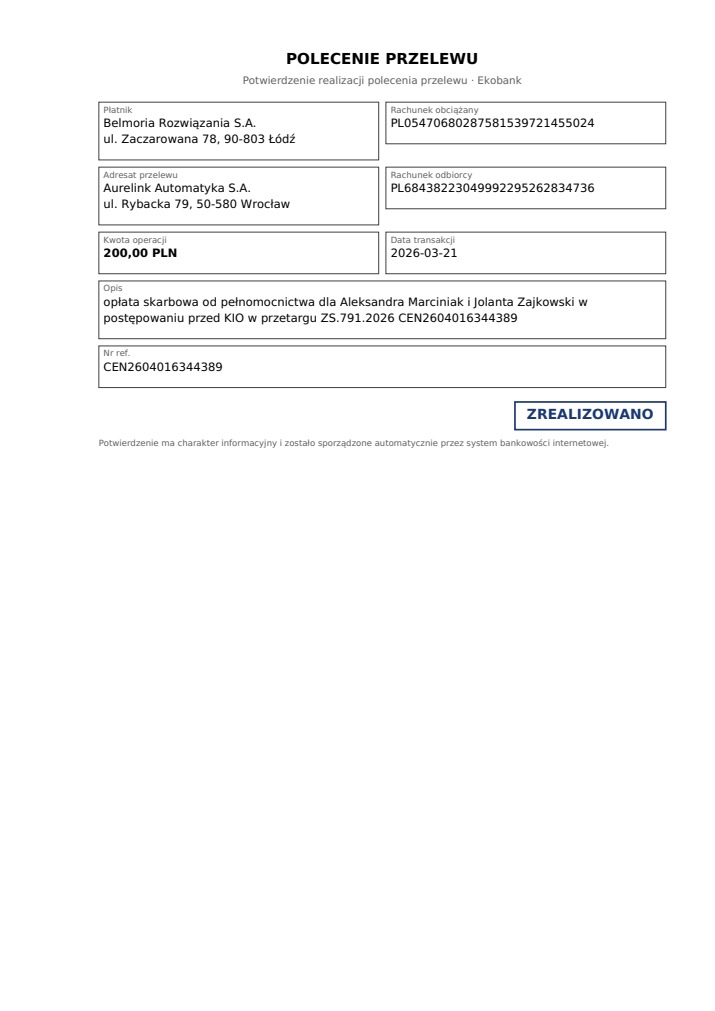 POLECENIE PRZELEWU
Potwierdzenie realizacji polecenia przelewu · Ekobank
Płatnik
Belmoria Rozwiązania S.A.
ul. Zaczarowana 78, 90-803 Łódź
Rachunek obciążany
PL05470680287581539721455024
Adresat przelewu
Aurelink Automatyka S.A.
ul. Rybacka 79, 50-580 Wrocław
Rachunek odbiorcy
PL68438223049992295262834736
Kwota operacji
200,00 PLN
Data transakcji
2026-03-21
Opis
opłata skarbowa od pełnomocnictwa dla Aleksandra Marciniak i Jolanta Zajkowski w
postępowaniu przed KIO w przetargu ZS.791.2026 CEN2604016344389
Nr ref.
CEN2604016344389
ZREALIZOWANO
Potwierdzenie ma charakter informacyjny i zostało sporządzone automatycznie przez system bankowości internetowej.